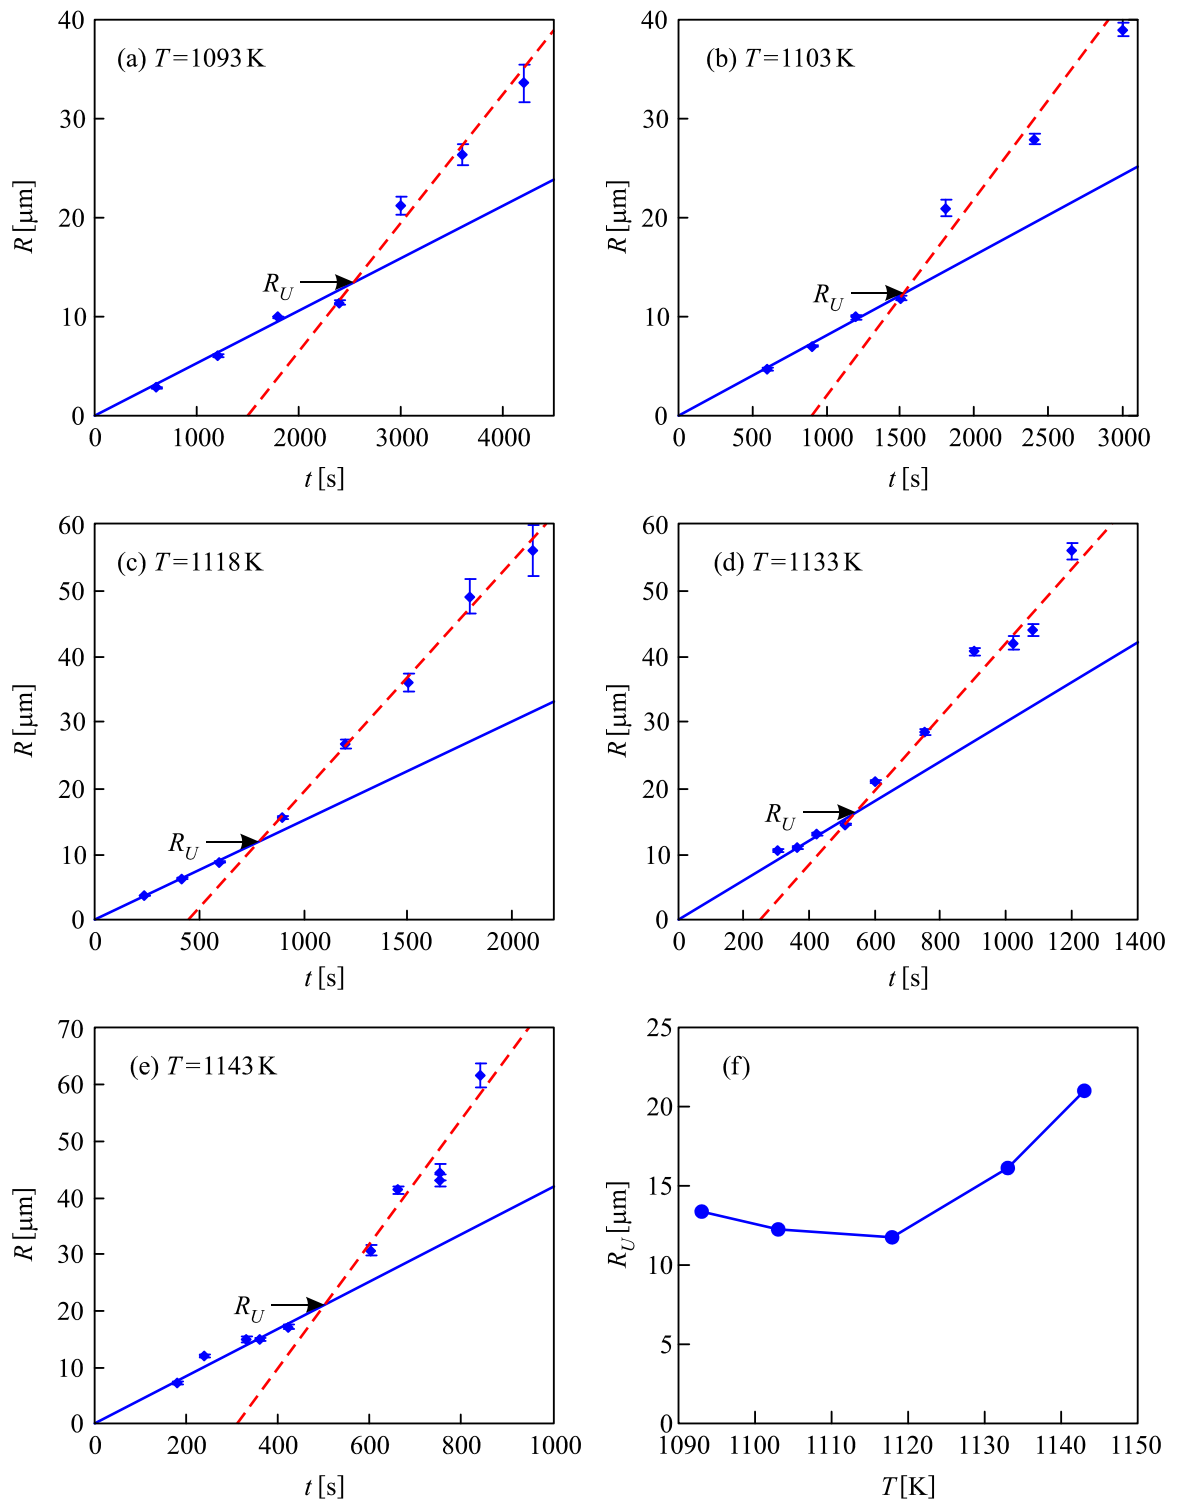 (a) T=1093 K
40
30
20
10
0
R [μm]
R_U
0 1000 2000 3000 4000
t [s]
(b) T=1103 K
40
30
20
10
0
R [μm]
R_U
0 500 1000 1500 2000 2500 3000
t [s]
(c) T=1118 K
60
50
40
30
20
10
0
R [μm]
R_U
0 500 1000 1500 2000
t [s]
(d) T=1133 K
60
50
40
30
20
10
0
R [μm]
R_U
0 200 400 600 800 1000 1200 1400
t [s]
(e) T=1143 K
70
60
50
40
30
20
10
0
R [μm]
R_U
0 200 400 600 800 1000
t [s]
(f)
25
20
15
10
5
0
R_U [μm]
1090 1100 1110 1120 1130 1140 1150
T [K]